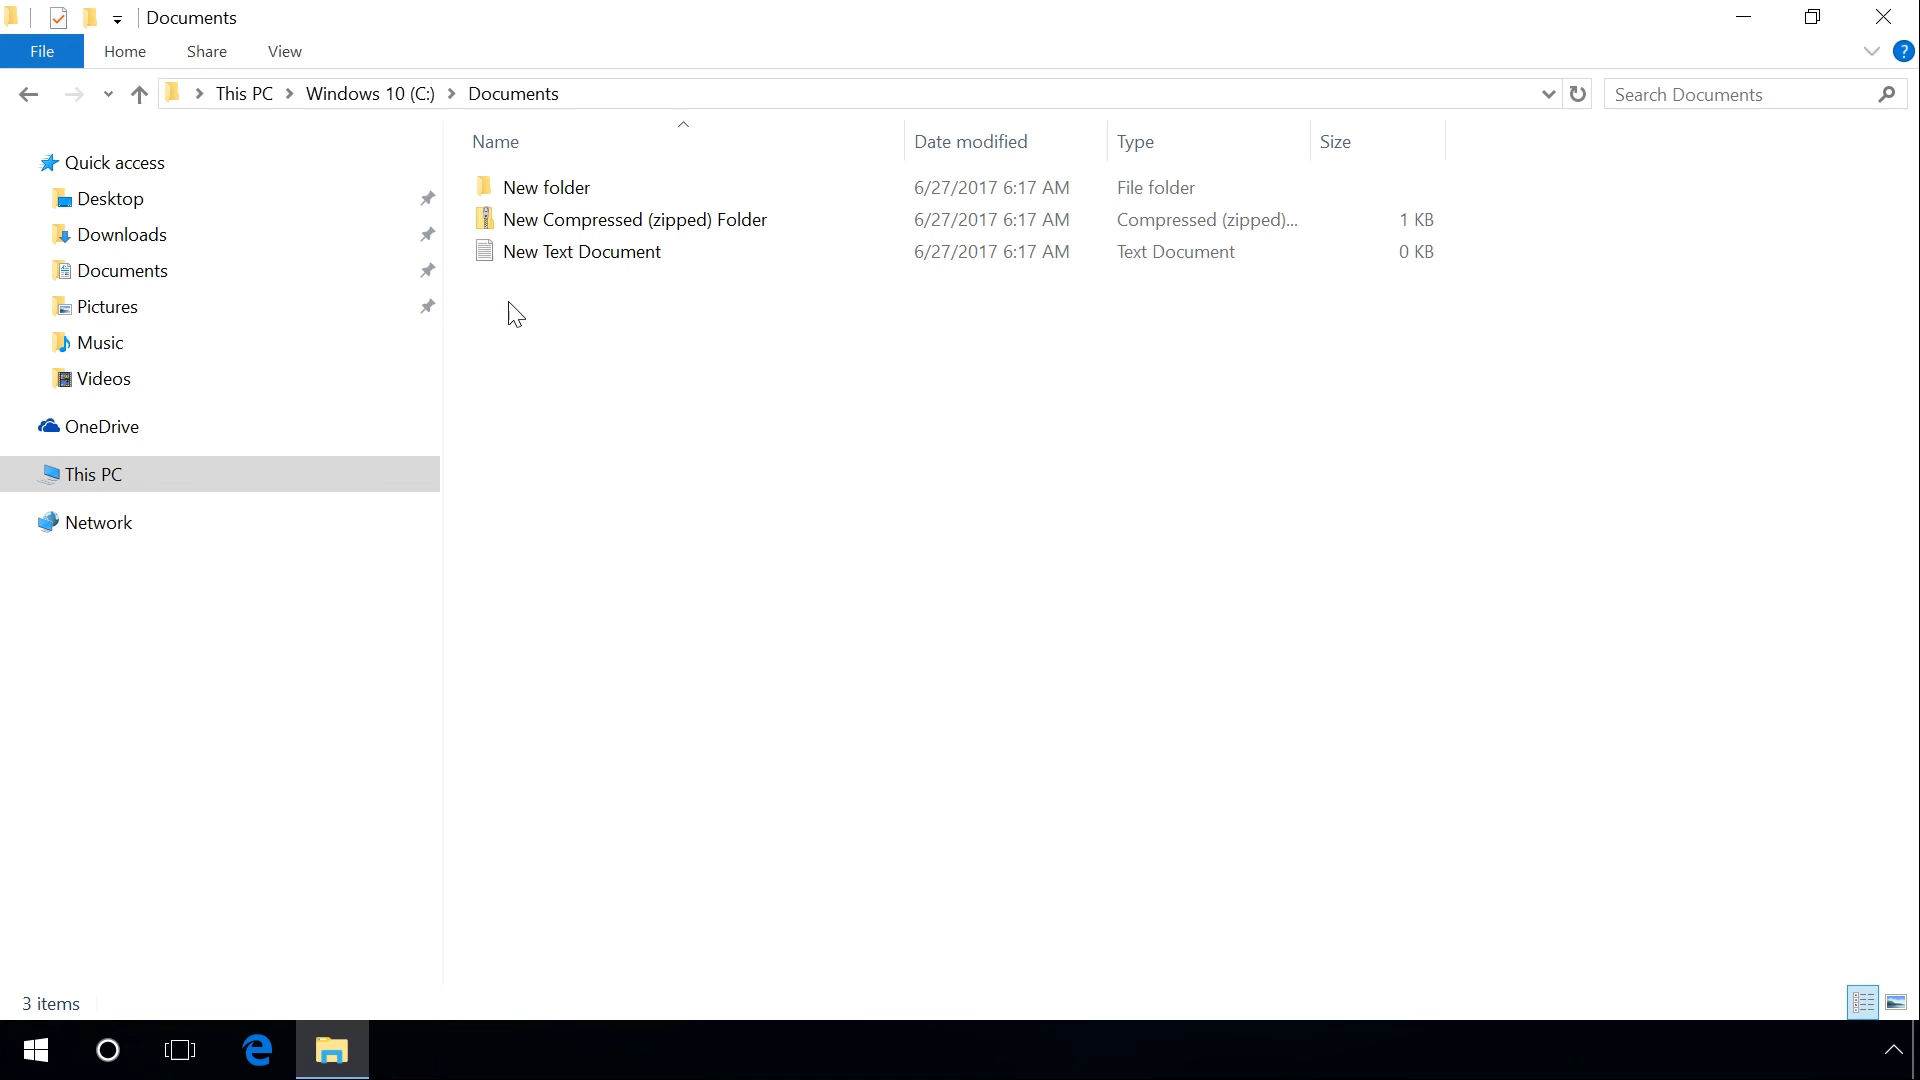 Documents
File Home Share View ?
This PC Windows 10 (C:) Documents Search Documents
Name Date modified Type Size
Quick access
Desktop
Downloads
Documents
Pictures
Music
Videos
OneDrive
This PC
Network
New folder 6/27/2017 6:17 AM File folder
New Compressed (zipped) Folder 6/27/2017 6:17 AM Compressed (zipped)... 1 KB
New Text Document 6/27/2017 6:17 AM Text Document 0 KB
3 items